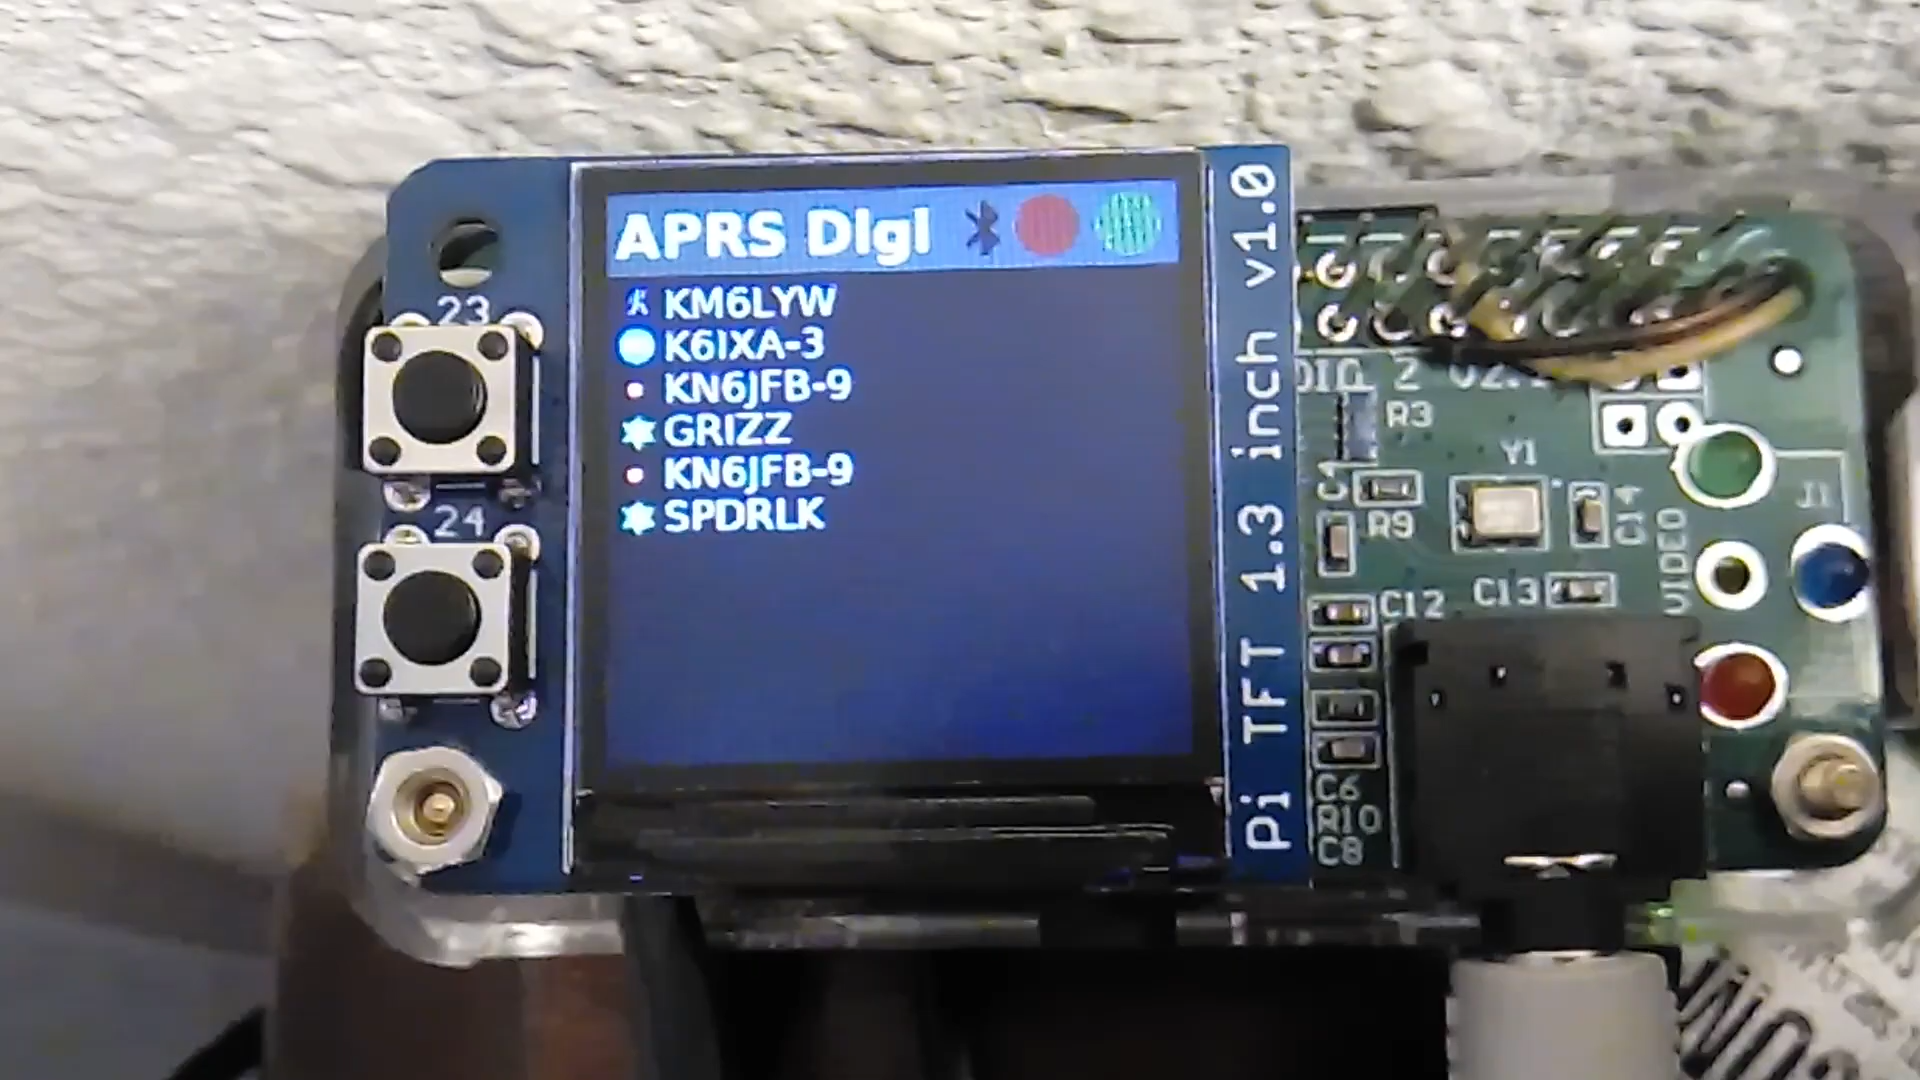 APRS DIgI
KM6LYW
K6IXA-3
KN6JFB-9
GRIZZ
KN6JFB-9
SPDRLK
23
24
Pi TFT 1.3 inch v1.0
2
R3
C1
R9
Y1
C14
J1
VIDEO
C12
C13
C6
R10
C8